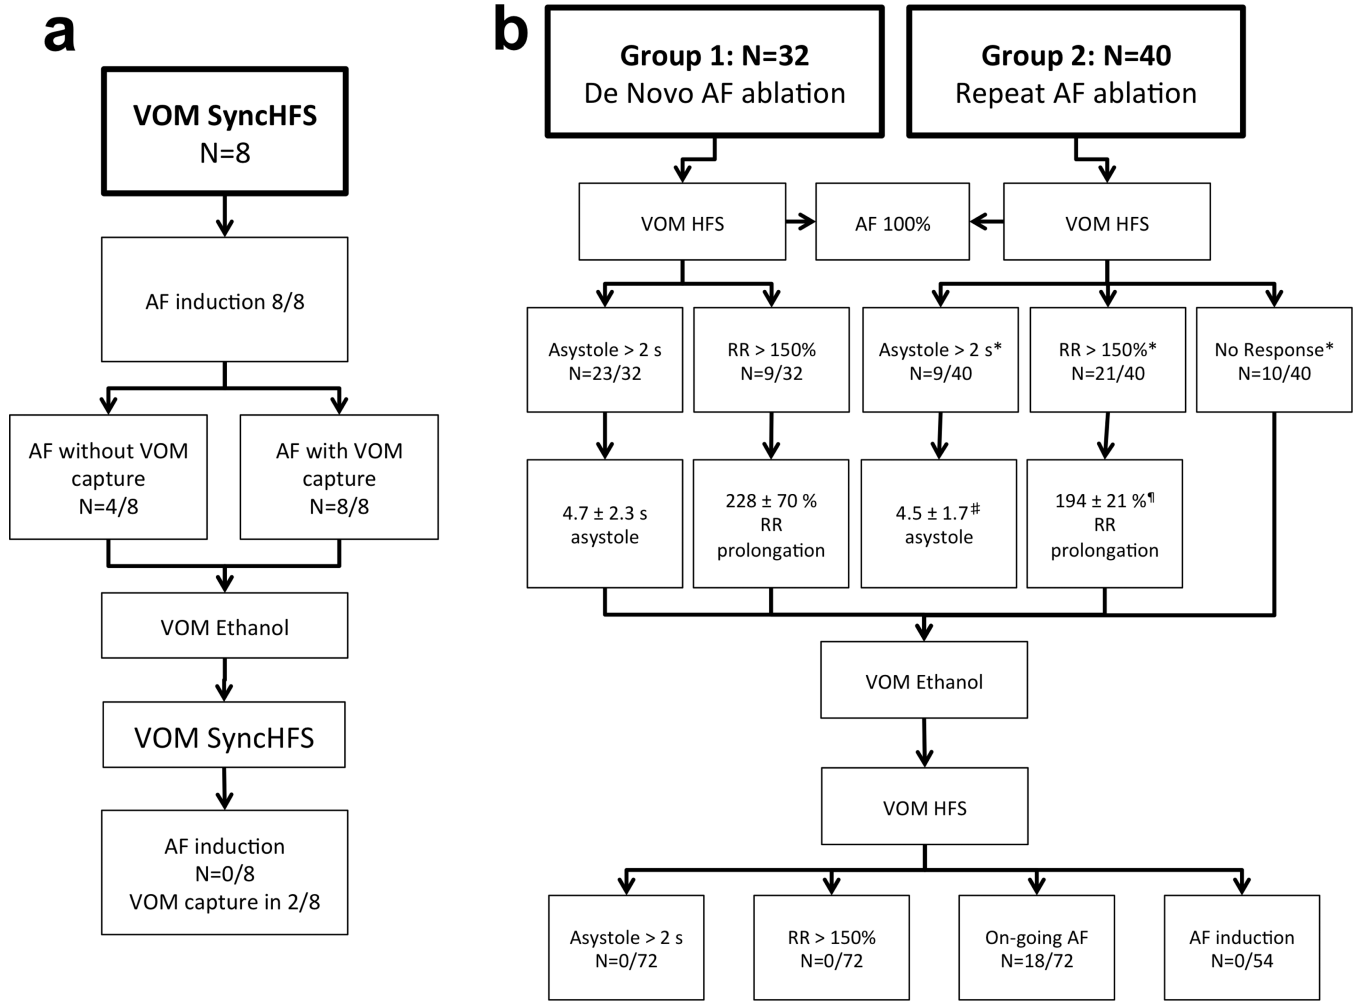 a
VOM SyncHFS
N=8
AF induction 8/8
AF without VOM
capture
N=4/8
AF with VOM
capture
N=8/8
VOM Ethanol
VOM SyncHFS
AF induction
N=0/8
VOM capture in 2/8
b
Group 1: N=32
De Novo AF ablation
Group 2: N=40
Repeat AF ablation
VOM HFS
AF 100%
VOM HFS
Asystole > 2 s
N=23/32
RR > 150%
N=9/32
Asystole > 2 s*
N=9/40
RR > 150%*
N=21/40
No Response*
N=10/40
4.7 ± 2.3 s
asystole
228 ± 70 %
RR
prolongation
4.5 ± 1.7⋕
asystole
194 ± 21 %¶
RR
prolongation
VOM Ethanol
VOM HFS
Asystole > 2 s
N=0/72
RR > 150%
N=0/72
On-going AF
N=18/72
AF induction
N=0/54